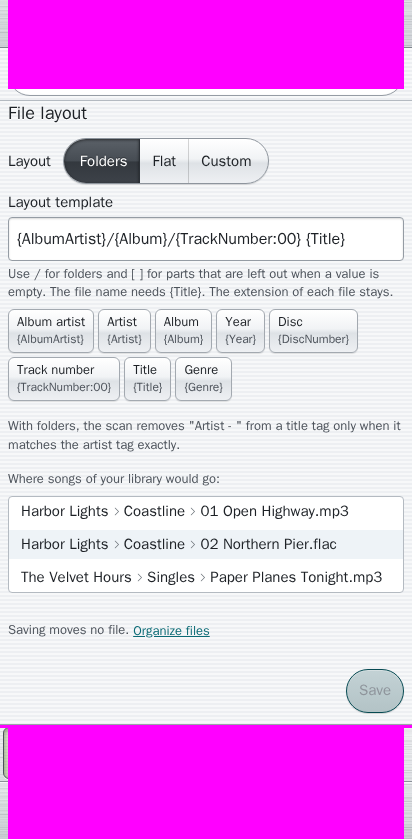 File layout
Layout
Folders
Flat
Custom
Layout template
{AlbumArtist}/{Album}/{TrackNumber:00} {Title}
Use / for folders and [ ] for parts that are left out when a value is
empty. The file name needs {Title}. The extension of each file stays.
Album artist
{AlbumArtist}
Artist
{Artist}
Album
{Album}
Year
{Year}
Disc
{DiscNumber}
Track number
{TrackNumber:00}
Title
{Title}
Genre
{Genre}
With folders, the scan removes "Artist - " from a title tag only when it
matches the artist tag exactly.
Where songs of your library would go:
Harbor Lights > Coastline > 01 Open Highway.mp3
Harbor Lights > Coastline > 02 Northern Pier.flac
The Velvet Hours > Singles > Paper Planes Tonight.mp3
Saving moves no file. Organize files
Save